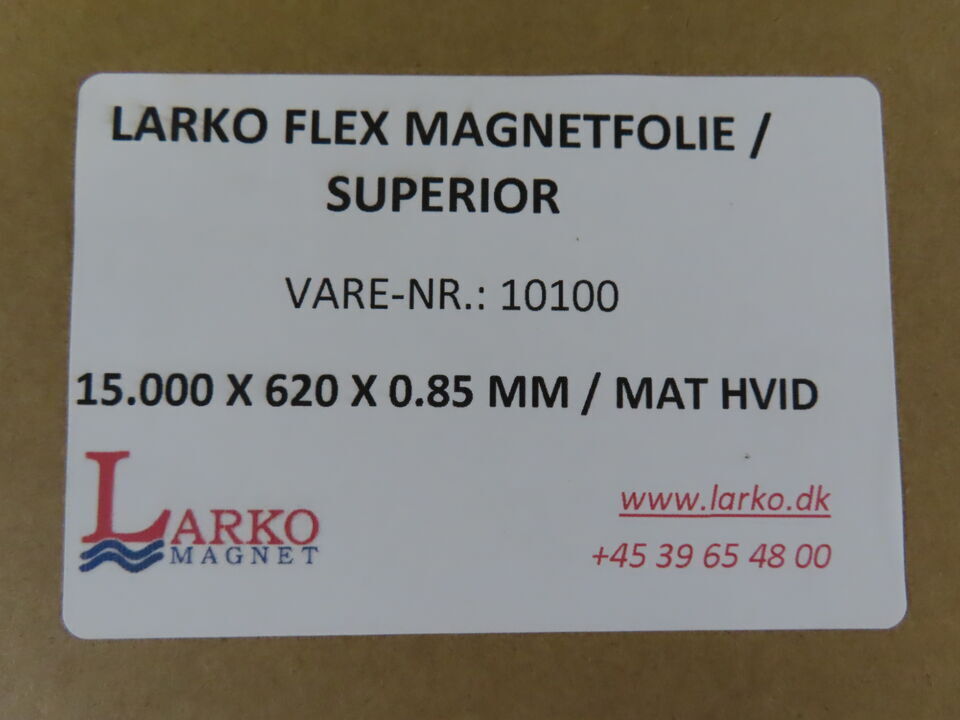 LARKO FLEX MAGNETFOLIE /
SUPERIOR
VARE-NR.: 10100
15.000 X 620 X 0.85 MM / MAT HVID
LARKO
MAGNET
www.larko.dk
+45 39 65 48 00